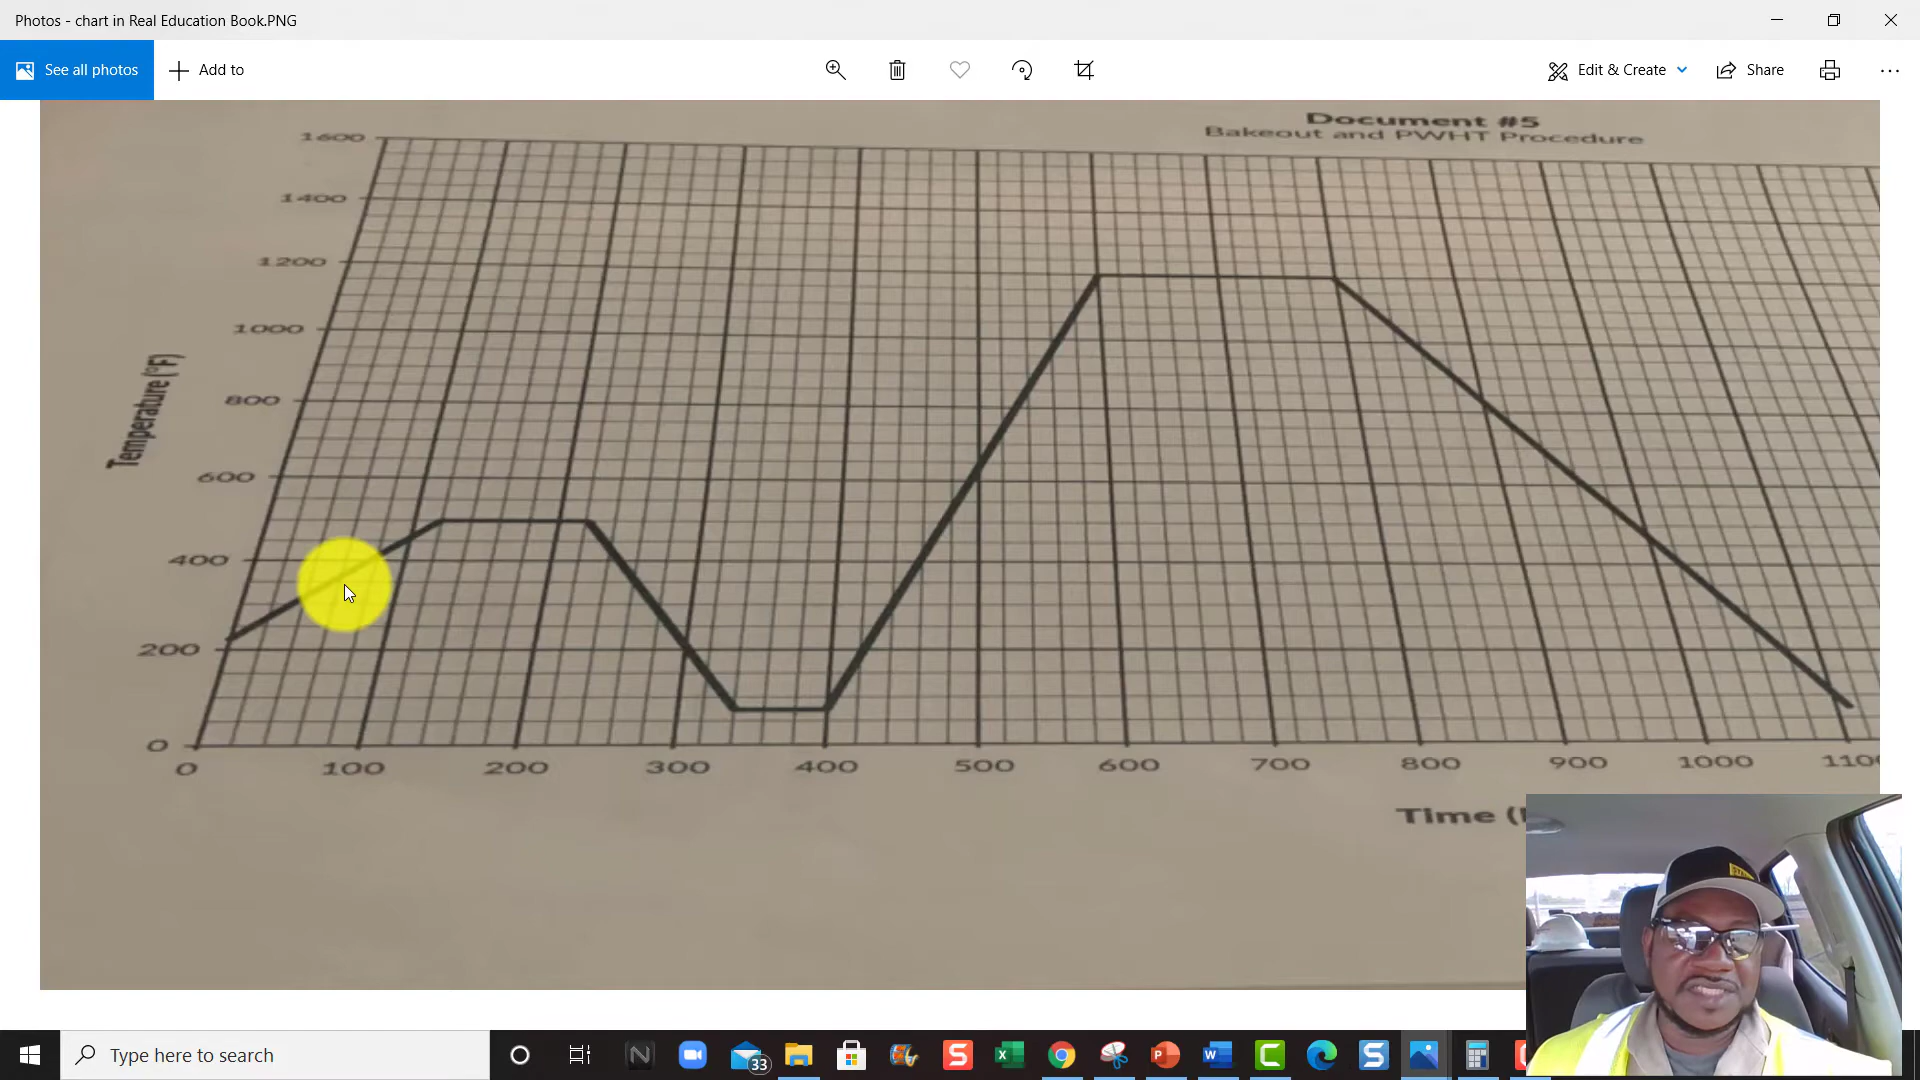 Photos - chart in Real Education Book.PNG
See all photos
Add to
Edit & Create
Share
Document #5
Bakeout and PWHT Procedure
1600
1400
1200
1000
800
600
400
200
0
Temperature (°F)
0 100 200 300 400 500 600 700 800 900 1000 1100
Time (
Type here to search
33